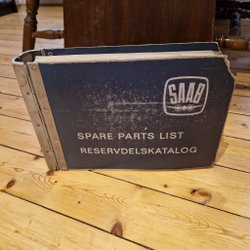 SAAB
SPARE PARTS LIST
RESERVDELSKATALOG